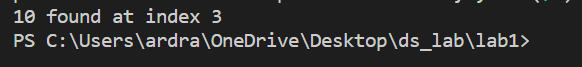 10 found at index 3
PS C:\Users\ardra\OneDrive\Desktop\ds_lab\lab1>